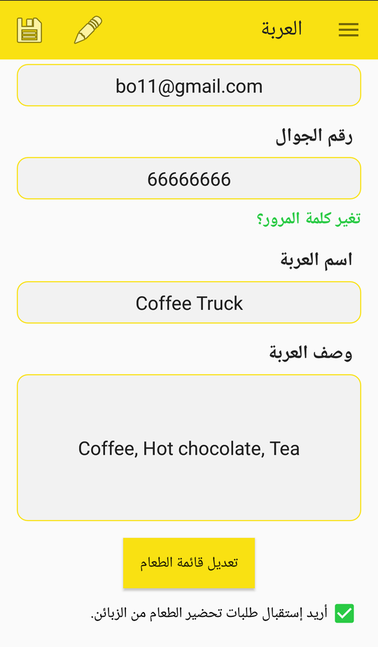 العربة
bo11@gmail.com
رقم الجوال
66666666
تغير كلمة المرور؟
اسم العربة
Coffee Truck
وصف العربة
Coffee, Hot chocolate, Tea
تعديل قائمة الطعام
أريد إستقبال طلبات تحضير الطعام من الزبائن.